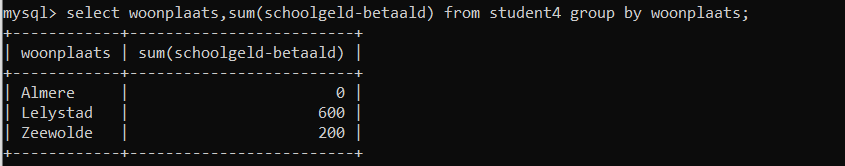 mysql> select woonplaats,sum(schoolgeld-betaald) from student4 group by woonplaats;
+------------+-------------------------+
| woonplaats | sum(schoolgeld-betaald) |
+------------+-------------------------+
| Almere     |                       0 |
| Lelystad   |                     600 |
| Zeewolde   |                     200 |
+------------+-------------------------+